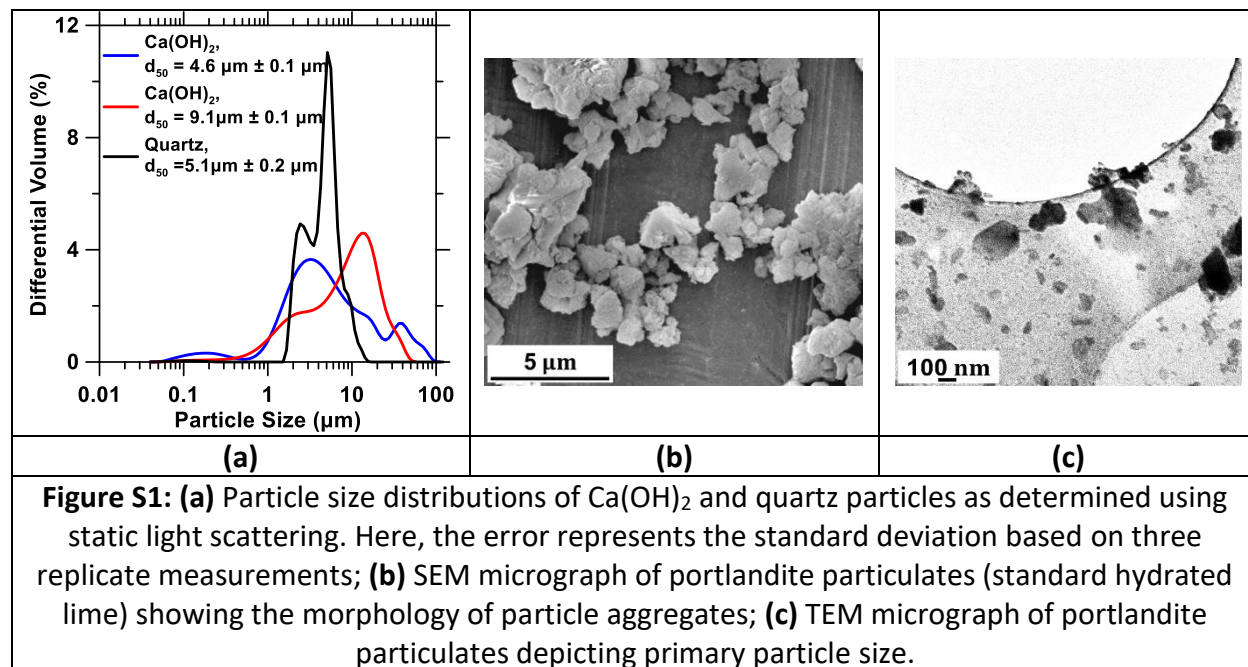 12
8
4
0
Differential Volume (%)
Ca(OH)₂,
d₅₀ = 4.6 µm ± 0.1 µm
Ca(OH)₂,
d₅₀ = 9.1µm ± 0.1 µm
Quartz,
d₅₀ =5.1µm ± 0.2 µm
0.01 0.1 1 10 100
Particle Size (µm)
5 µm
100 nm
(a) (b) (c)
Figure S1: (a) Particle size distributions of Ca(OH)₂ and quartz particles as determined using
static light scattering. Here, the error represents the standard deviation based on three
replicate measurements; (b) SEM micrograph of portlandite particulates (standard hydrated
lime) showing the morphology of particle aggregates; (c) TEM micrograph of portlandite
particulates depicting primary particle size.